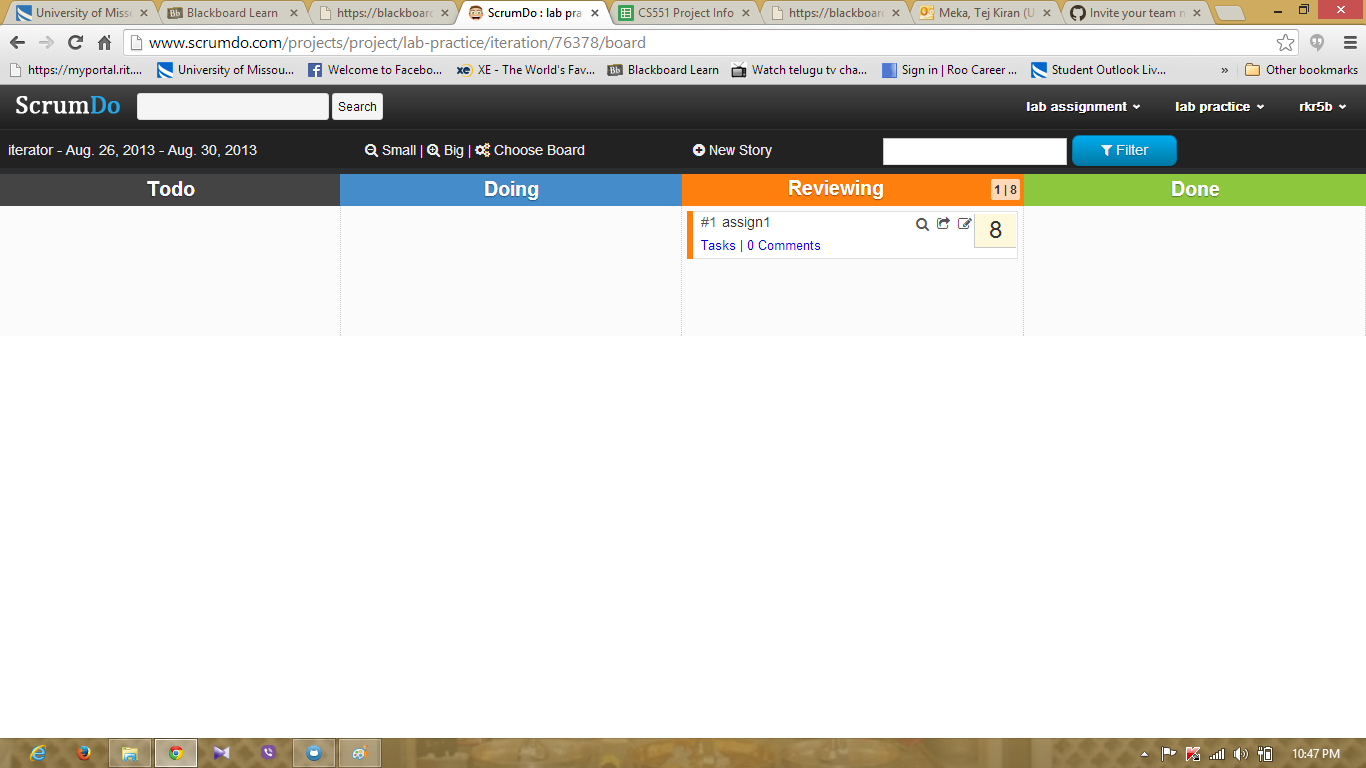 University of Miss
Blackboard Learn
https://blackboard
ScrumDo : lab pra
CS551 Project Info
https://blackboard
Meka, Tej Kiran (U
Invite your team n
www.scrumdo.com/projects/project/lab-practice/iteration/76378/board
https://myportal.rit....
University of Missou...
Welcome to Facebo...
XE - The World's Fav...
Bb Blackboard Learn
Watch telugu tv cha...
Sign in | Roo Career ...
Student Outlook Liv...
»
Other bookmarks
ScrumDo
Search
lab assignment
lab practice
rkr5b
iterator - Aug. 26, 2013 - Aug. 30, 2013
Small | Big | Choose Board
New Story
Filter
Todo
Doing
Reviewing
1 | 8
Done
#1 assign1
8
Tasks | 0 Comments
10:47 PM